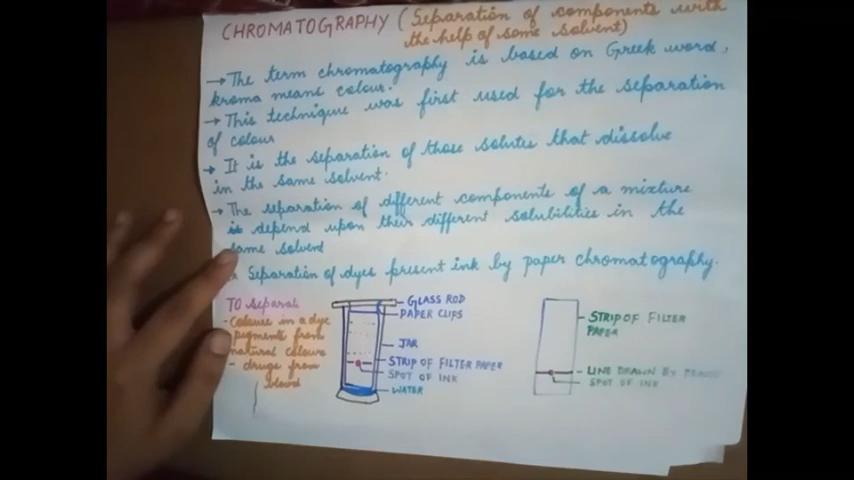 CHROMATOGRAPHY (Separation of components with
the help of some solvent)
→ The term chromatography is based on Greek word,
kroma means colour.
→ This technique was first used for the separation
of colour
→ It is the separation of those solutes that dissolve
in the same solvent.
→ The separation of different components of a mixture
is depend upon their different solubilities in the
same solvent
Separation of dyes present ink by paper chromatography.
TO separate
- colours in a dye
pigments from
natural colours
- drugs from
blood
GLASS ROD
PAPER CLIPS
JAR
STRIP OF FILTER PAPER
SPOT OF INK
WATER
STRIP OF FILTER
PAPER
LINE DRAWN BY PENCIL
SPOT OF INK